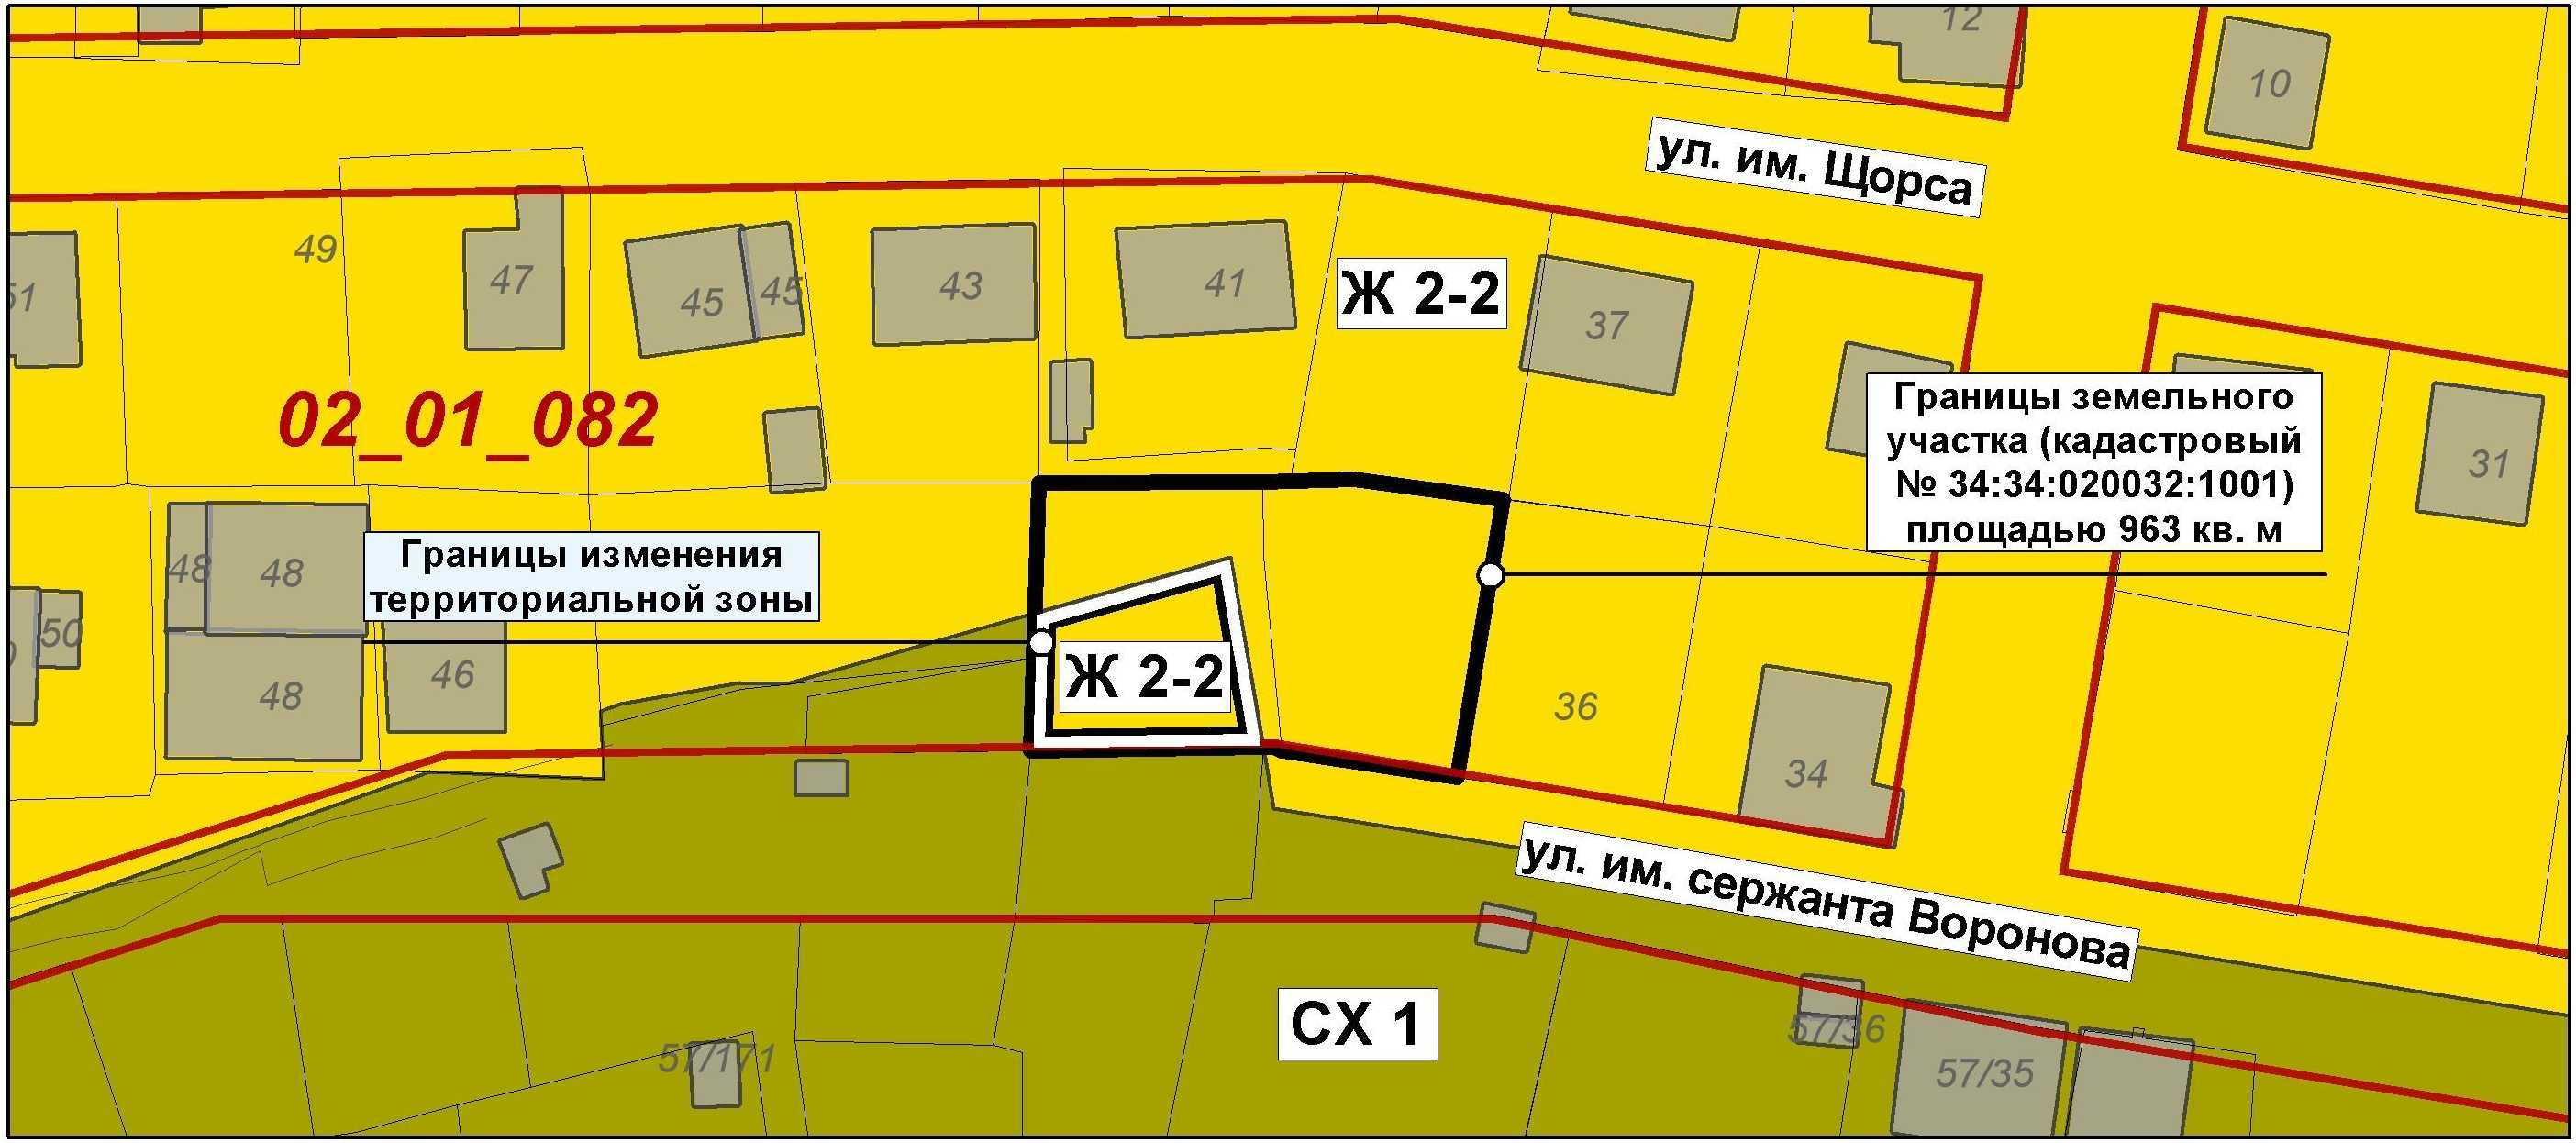 12
10
ул. им. Щорса
49
47
45
45
43
41
Ж 2-2
37
51
02_01_082
Границы земельного
участка (кадастровый
№ 34:34:020032:1001)
площадью 963 кв. м
31
48
48
Границы изменения
территориальной зоны
50
46
48
Ж 2-2
36
34
ул. им. сержанта Воронова
СХ 1
57/171
57/36
57/35